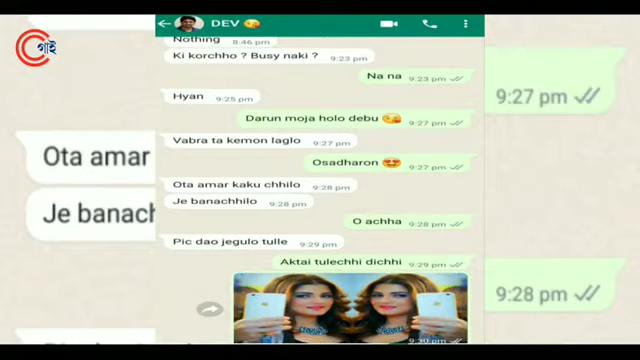 গাই
DEV
Nothing
8:46 pm
Ki korchho ? Busy naki ?
9:23 pm
Na na
9:23 pm
Hyan
9:25 pm
Darun moja holo debu
9:27 pm
Vabra ta kemon laglo
9:27 pm
Osadharon
9:27 pm
Ota amar kaku chhilo
9:28 pm
Je banachhilo
9:28 pm
O achha
9:28 pm
Pic dao jegulo tulle
9:29 pm
Aktai tulechhi dichhi
9:29 pm
9:30 pm
Ota amar
Je banach
9:27 pm
9:28 pm